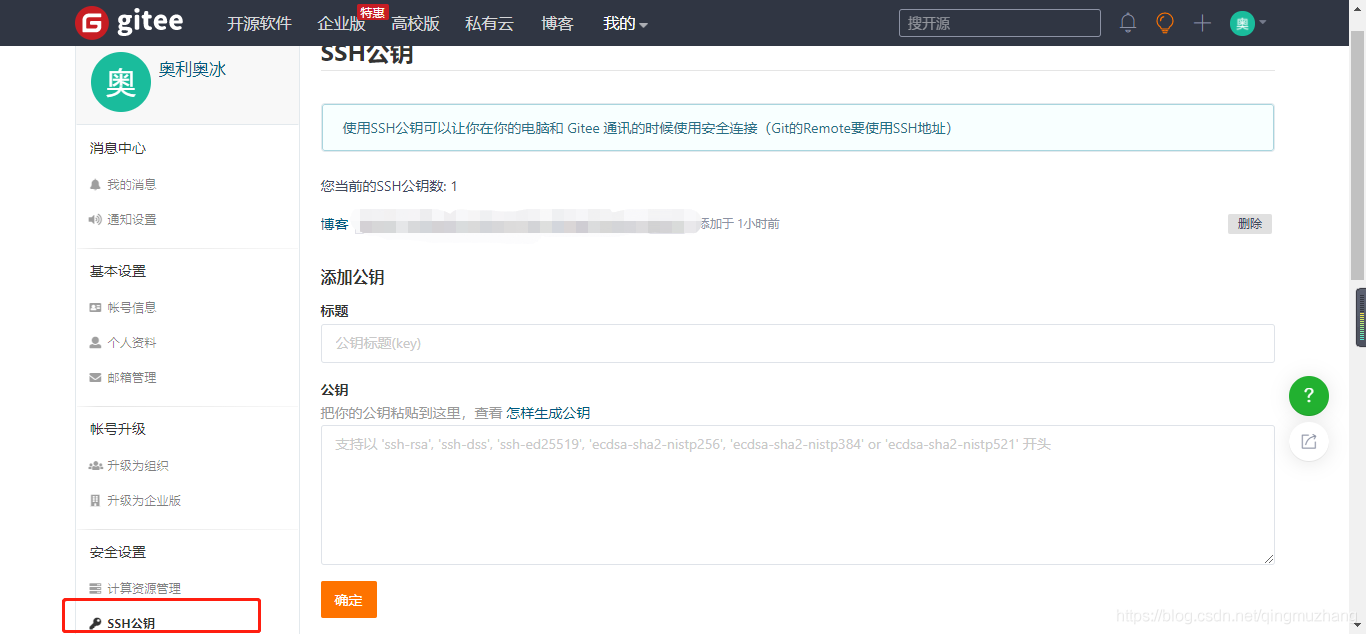 gitee 开源软件 企业版 特惠 高校版 私有云 博客 我的 搜开源 奥
奥 奥利奥冰
消息中心
我的消息
通知设置
基本设置
帐号信息
个人资料
邮箱管理
帐号升级
升级为组织
升级为企业版
安全设置
计算资源管理
SSH公钥
SSH公钥
使用SSH公钥可以让你在你的电脑和 Gitee 通讯的时候使用安全连接（Git的Remote要使用SSH地址）
您当前的SSH公钥数: 1
博客 添加于 1小时前 删除
添加公钥
标题
公钥标题(key)
公钥
把你的公钥粘贴到这里，查看 怎样生成公钥
支持以 'ssh-rsa', 'ssh-dss', 'ssh-ed25519', 'ecdsa-sha2-nistp256', 'ecdsa-sha2-nistp384' or 'ecdsa-sha2-nistp521' 开头
确定
?
https://blog.csdn.net/qingmuzhang